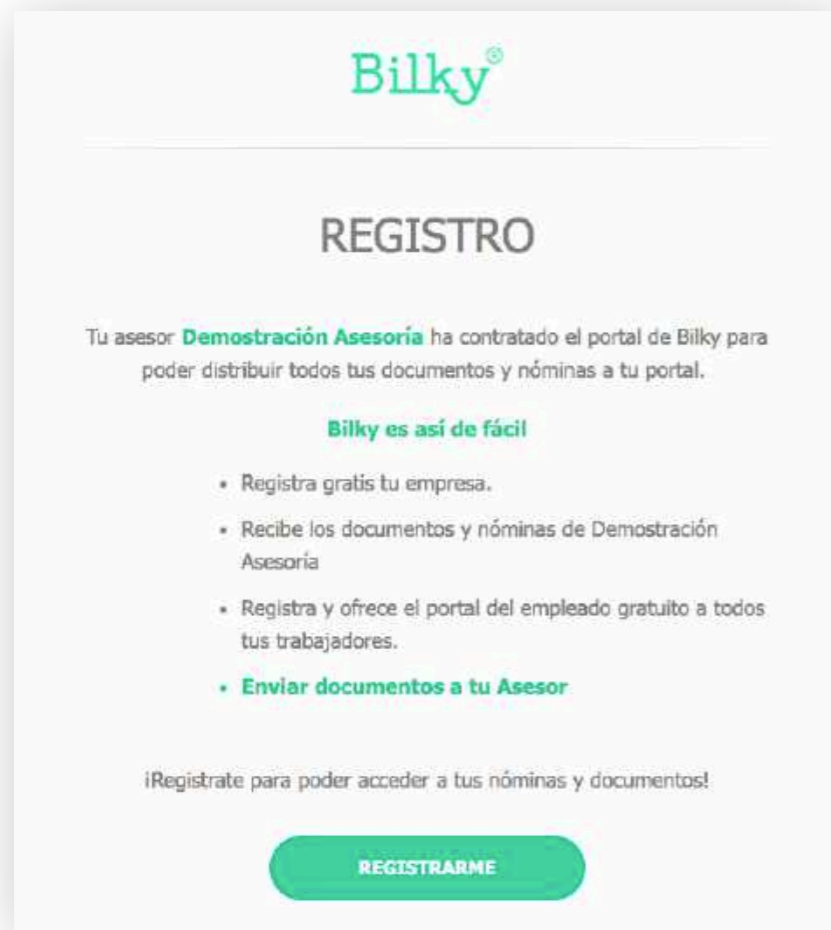 Bilky®
REGISTRO
Tu asesor Demostración Asesoría ha contratado el portal de Bilky para
poder distribuir todos tus documentos y nóminas a tu portal.
Bilky es así de fácil
• Registra gratis tu empresa.
• Recibe los documentos y nóminas de Demostración
Asesoría
• Registra y ofrece el portal del empleado gratuito a todos
tus trabajadores.
• Enviar documentos a tu Asesor
¡Registrate para poder acceder a tus nóminas y documentos!
REGISTRARME